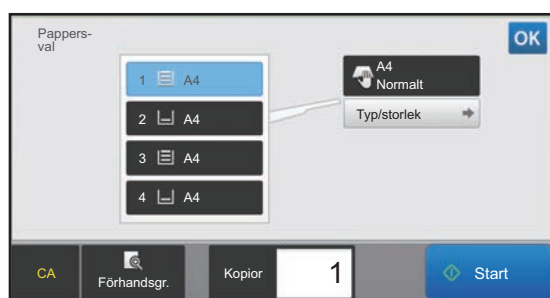 Pappers-
val
OK
1 A4
2 A4
3 A4
4 A4
A4
Normalt
Typ/storlek
CA
Förhandsgr.
Kopior
1
Start